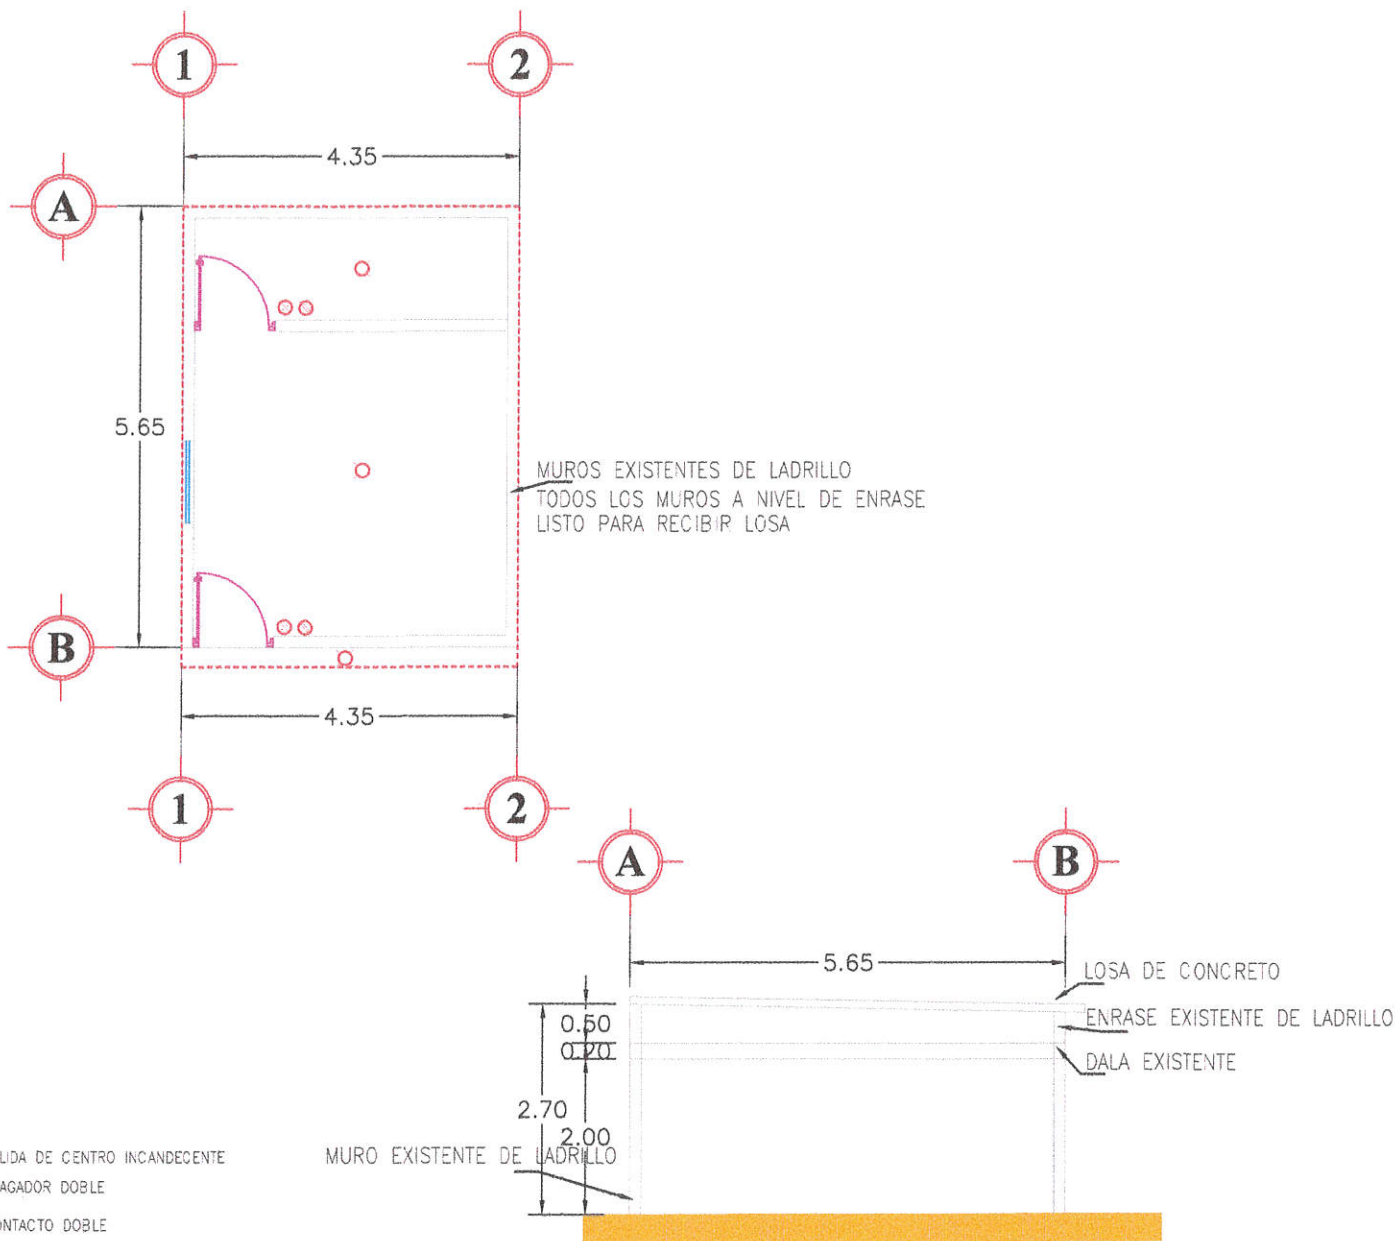 1
2
4.35
A
5.65
MUROS EXISTENTES DE LADRILLO
TODOS LOS MUROS A NIVEL DE ENRASE
LISTO PARA RECIBIR LOSA
B
4.35
1
2
A
B
5.65
LOSA DE CONCRETO
0.50
ENRASE EXISTENTE DE LADRILLO
0.20
DALA EXISTENTE
2.70
2.00
MURO EXISTENTE DE LADRILLO
LIDA DE CENTRO INCANDECENTE
AGADOR DOBLE
ONTACTO DOBLE